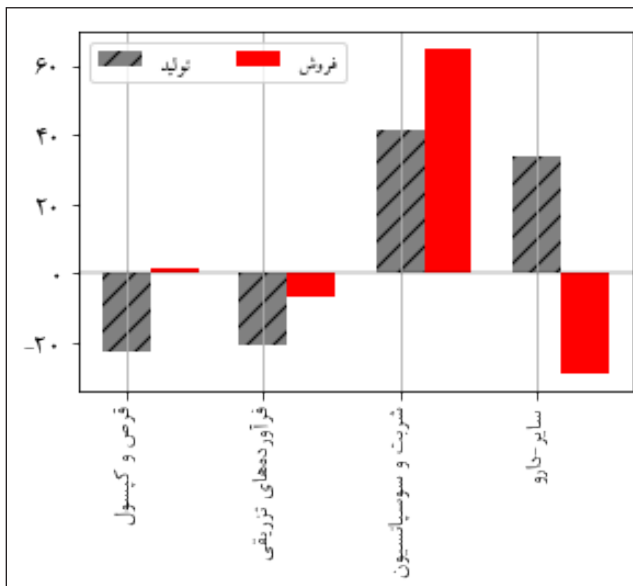 تولید
فروش
۶۰
۴۰
۲۰
۰
-۲۰
قرص و کپسول
فرآورده‌های تزریقی
شربت و سوسپانسیون
سایر-دارو